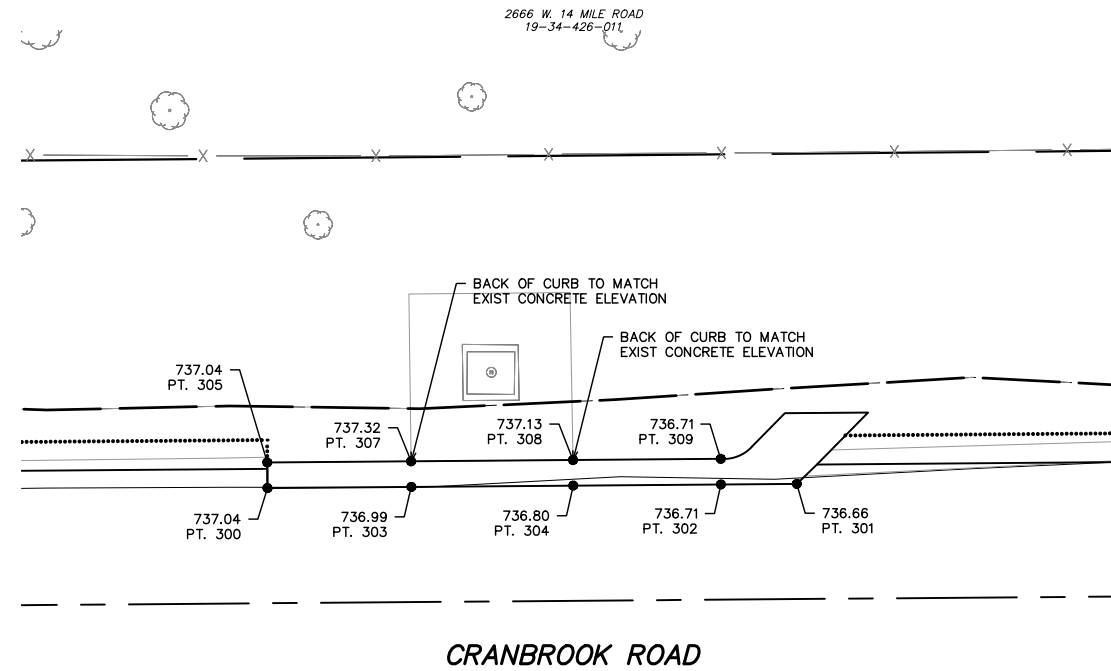 2666 W. 14 MILE ROAD
19-34-426-011
BACK OF CURB TO MATCH
EXIST CONCRETE ELEVATION
BACK OF CURB TO MATCH
EXIST CONCRETE ELEVATION
737.04
PT. 305
737.32
PT. 307
737.13
PT. 308
736.71
PT. 309
737.04
PT. 300
736.99
PT. 303
736.80
PT. 304
736.71
PT. 302
736.66
PT. 301
CRANBROOK ROAD